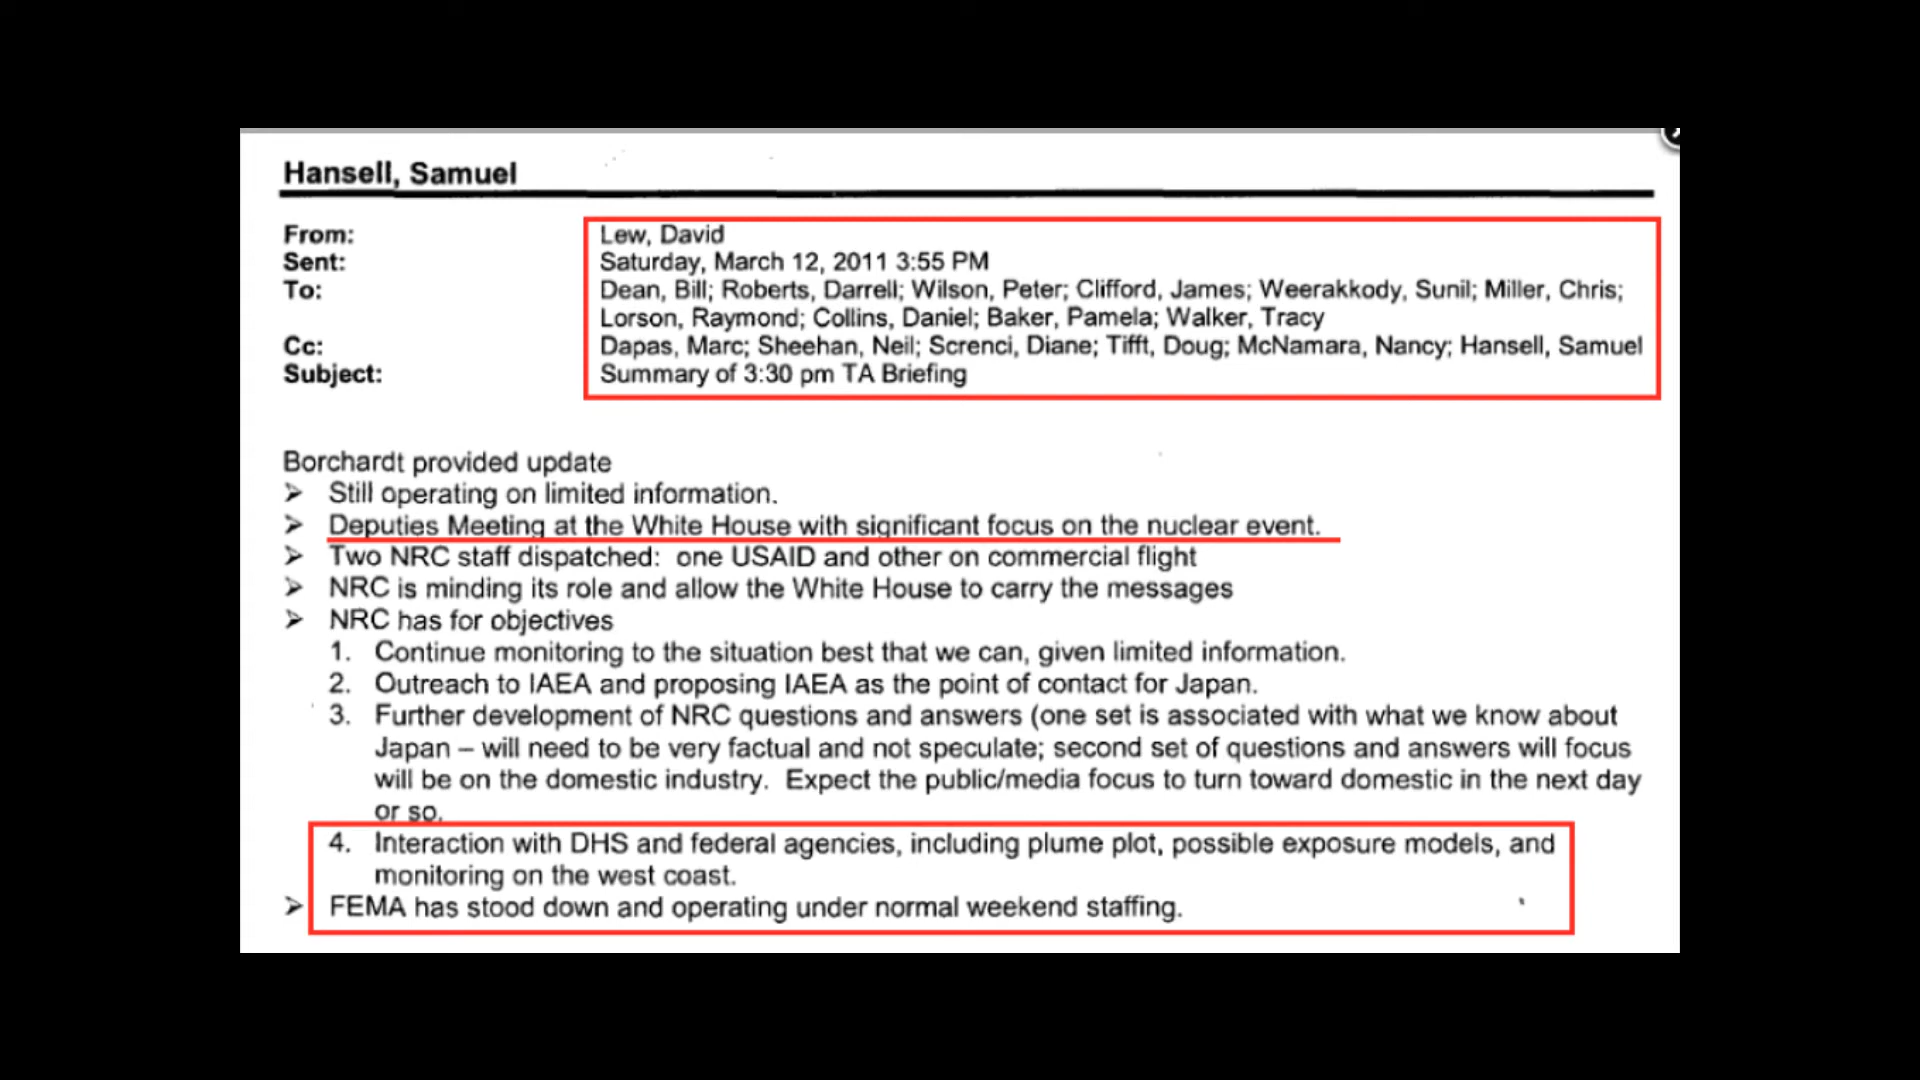 Hansell, Samuel
From: Lew, David
Sent: Saturday, March 12, 2011 3:55 PM
To: Dean, Bill; Roberts, Darrell; Wilson, Peter; Clifford, James; Weerakkody, Sunil; Miller, Chris;
Lorson, Raymond; Collins, Daniel; Baker, Pamela; Walker, Tracy
Cc: Dapas, Marc; Sheehan, Neil; Screnci, Diane; Tifft, Doug; McNamara, Nancy; Hansell, Samuel
Subject: Summary of 3:30 pm TA Briefing
Borchardt provided update
➢ Still operating on limited information.
➢ Deputies Meeting at the White House with significant focus on the nuclear event.
➢ Two NRC staff dispatched: one USAID and other on commercial flight
➢ NRC is minding its role and allow the White House to carry the messages
➢ NRC has for objectives
1. Continue monitoring to the situation best that we can, given limited information.
2. Outreach to IAEA and proposing IAEA as the point of contact for Japan.
3. Further development of NRC questions and answers (one set is associated with what we know about
Japan – will need to be very factual and not speculate; second set of questions and answers will focus
will be on the domestic industry. Expect the public/media focus to turn toward domestic in the next day
or so.
4. Interaction with DHS and federal agencies, including plume plot, possible exposure models, and
monitoring on the west coast.
➢ FEMA has stood down and operating under normal weekend staffing.